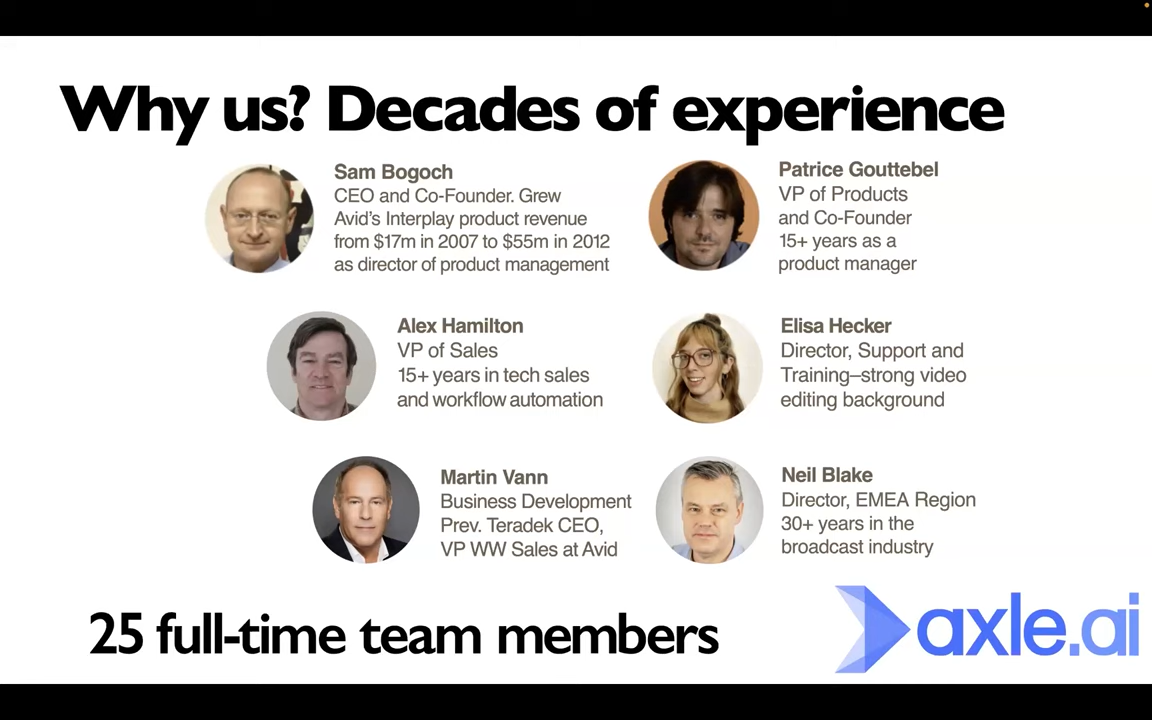 Why us? Decades of experience
Sam Bogoch
CEO and Co-Founder. Grew
Avid's Interplay product revenue
from $17m in 2007 to $55m in 2012
as director of product management
Patrice Gouttebel
VP of Products
and Co-Founder
15+ years as a
product manager
Alex Hamilton
VP of Sales
15+ years in tech sales
and workflow automation
Elisa Hecker
Director, Support and
Training–strong video
editing background
Martin Vann
Business Development
Prev. Teradek CEO,
VP WW Sales at Avid
Neil Blake
Director, EMEA Region
30+ years in the
broadcast industry
25 full-time team members
axle.ai